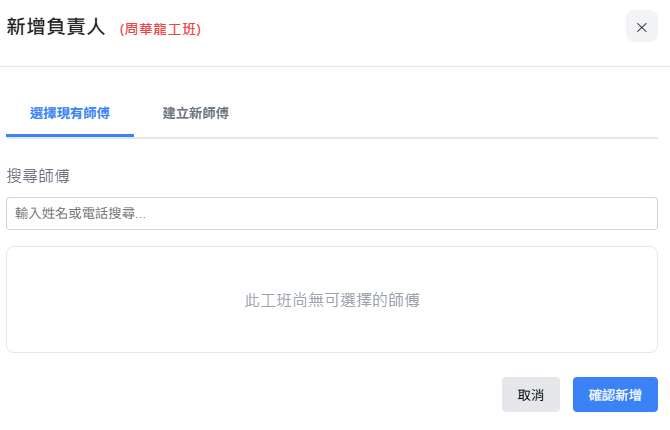 新增負責人 (周華龍工班)
選擇現有師傅 建立新師傅
搜尋師傅
輸入姓名或電話搜尋...
此工班尚無可選擇的師傅
取消 確認新增